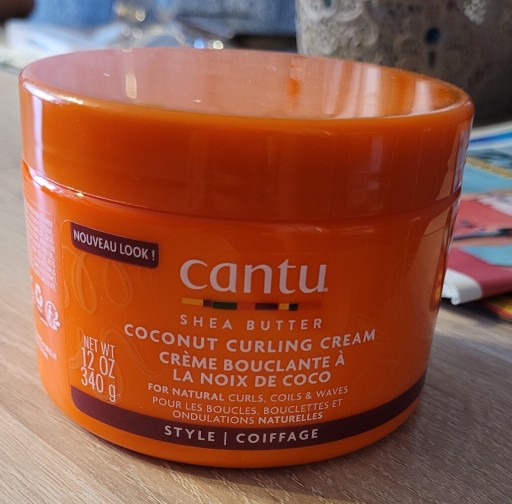 NOUVEAU LOOK !
cantu
SHEA BUTTER
COCONUT CURLING CREAM
CRÈME BOUCLANTE À
LA NOIX DE COCO
NET WT
12 OZ
340 g
FOR NATURAL CURLS, COILS & WAVES
POUR LES BOUCLES, BOUCLETTES ET
ONDULATIONS NATURELLES
STYLE | COIFFAGE